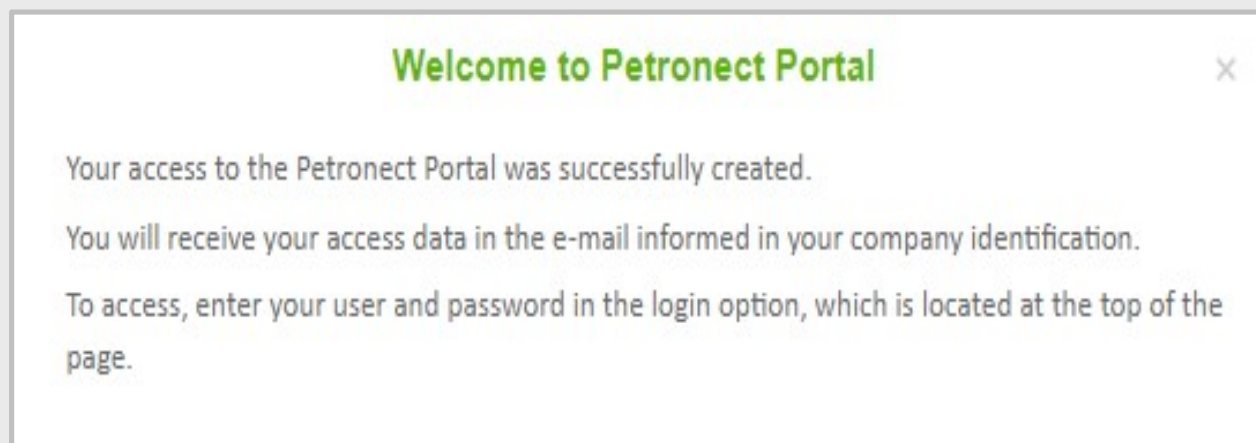 Welcome to Petronect Portal
Your access to the Petronect Portal was successfully created.
You will receive your access data in the e-mail informed in your company identification.
To access, enter your user and password in the login option, which is located at the top of the
page.